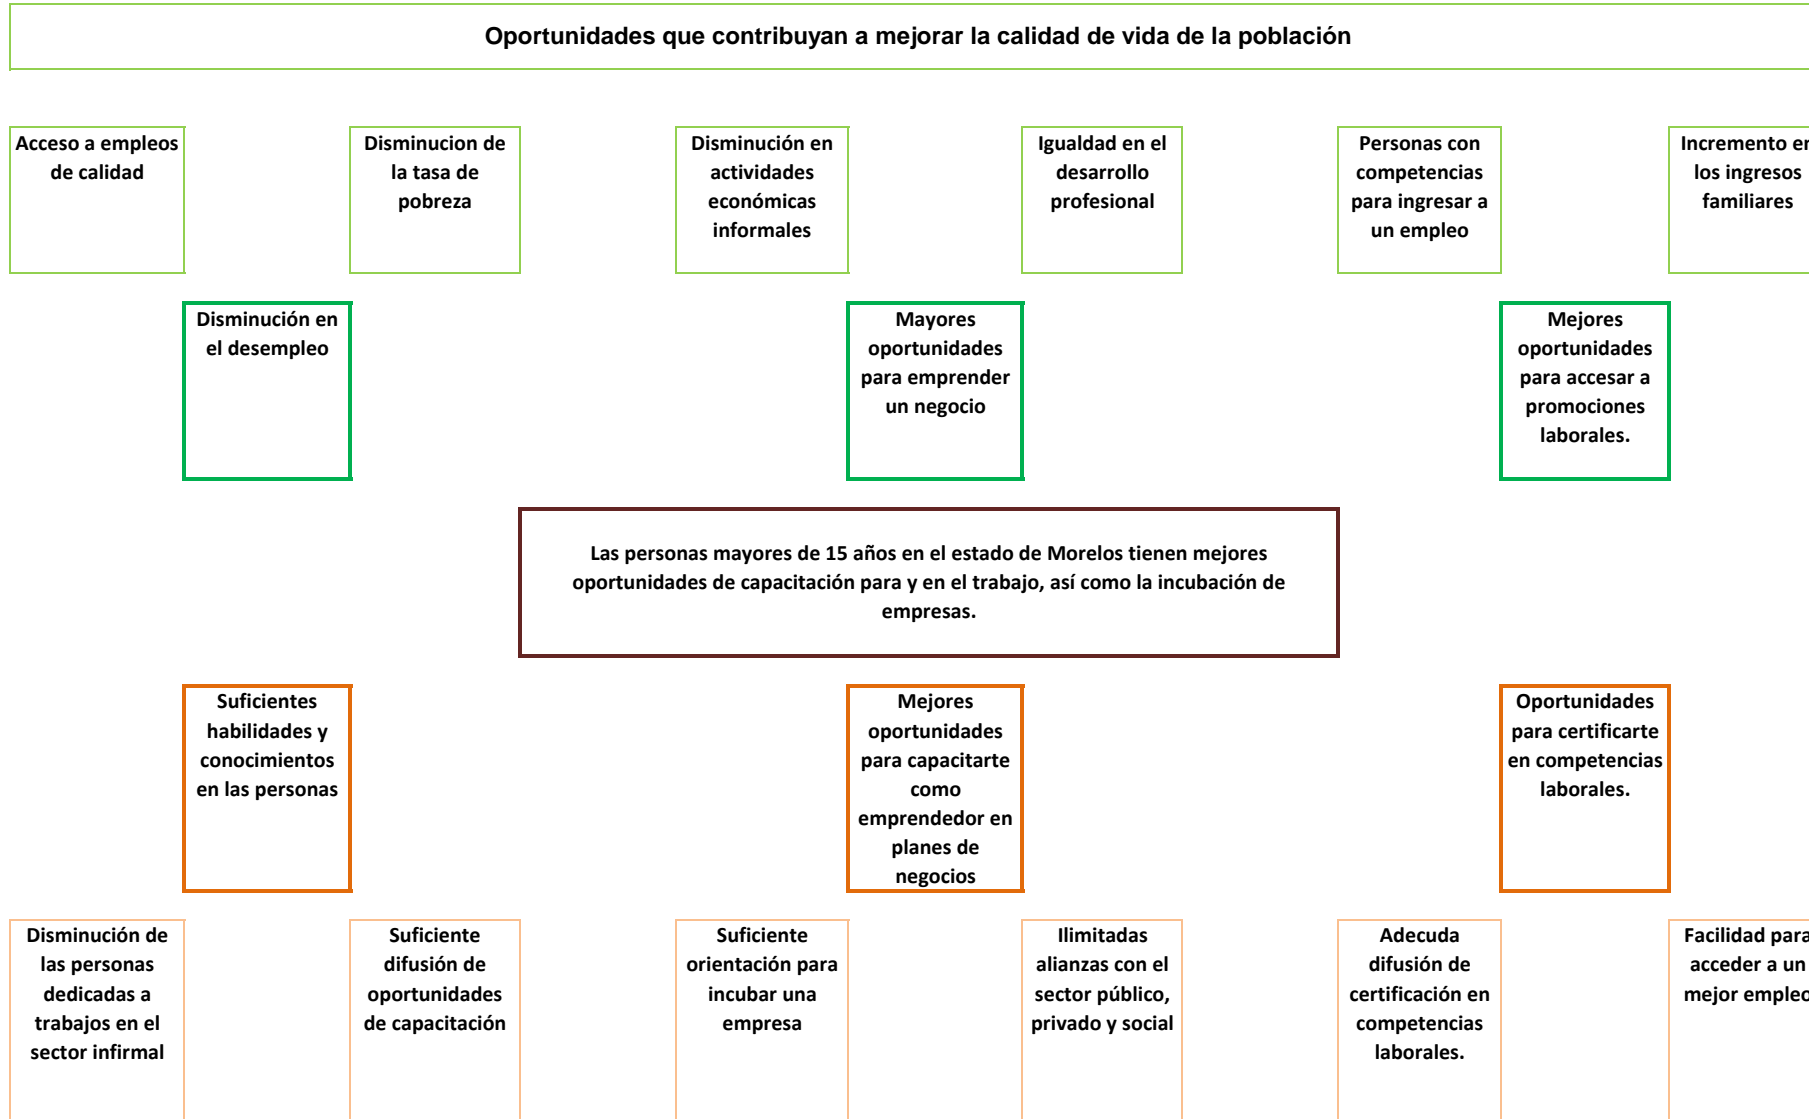 Oportunidades que contribuyan a mejorar la calidad de vida de la población
Acceso a empleos
de calidad
Disminucion de
la tasa de
pobreza
Disminución en
actividades
económicas
informales
Igualdad en el
desarrollo
profesional
Personas con
competencias
para ingresar a
un empleo
Incremento en
los ingresos
familiares
Disminución en
el desempleo
Mayores
oportunidades
para emprender
un negocio
Mejores
oportunidades
para accesar a
promociones
laborales.
Las personas mayores de 15 años en el estado de Morelos tienen mejores
oportunidades de capacitación para y en el trabajo, así como la incubación de
empresas.
Suficientes
habilidades y
conocimientos
en las personas
Mejores
oportunidades
para capacitarte
como
emprendedor en
planes de
negocios
Oportunidades
para certificarte
en competencias
laborales.
Disminución de
las personas
dedicadas a
trabajos en el
sector infirmal
Suficiente
difusión de
oportunidades
de capacitación
Suficiente
orientación para
incubar una
empresa
Ilimitadas
alianzas con el
sector público,
privado y social
Adecuda
difusión de
certificación en
competencias
laborales.
Facilidad para
acceder a un
mejor empleo